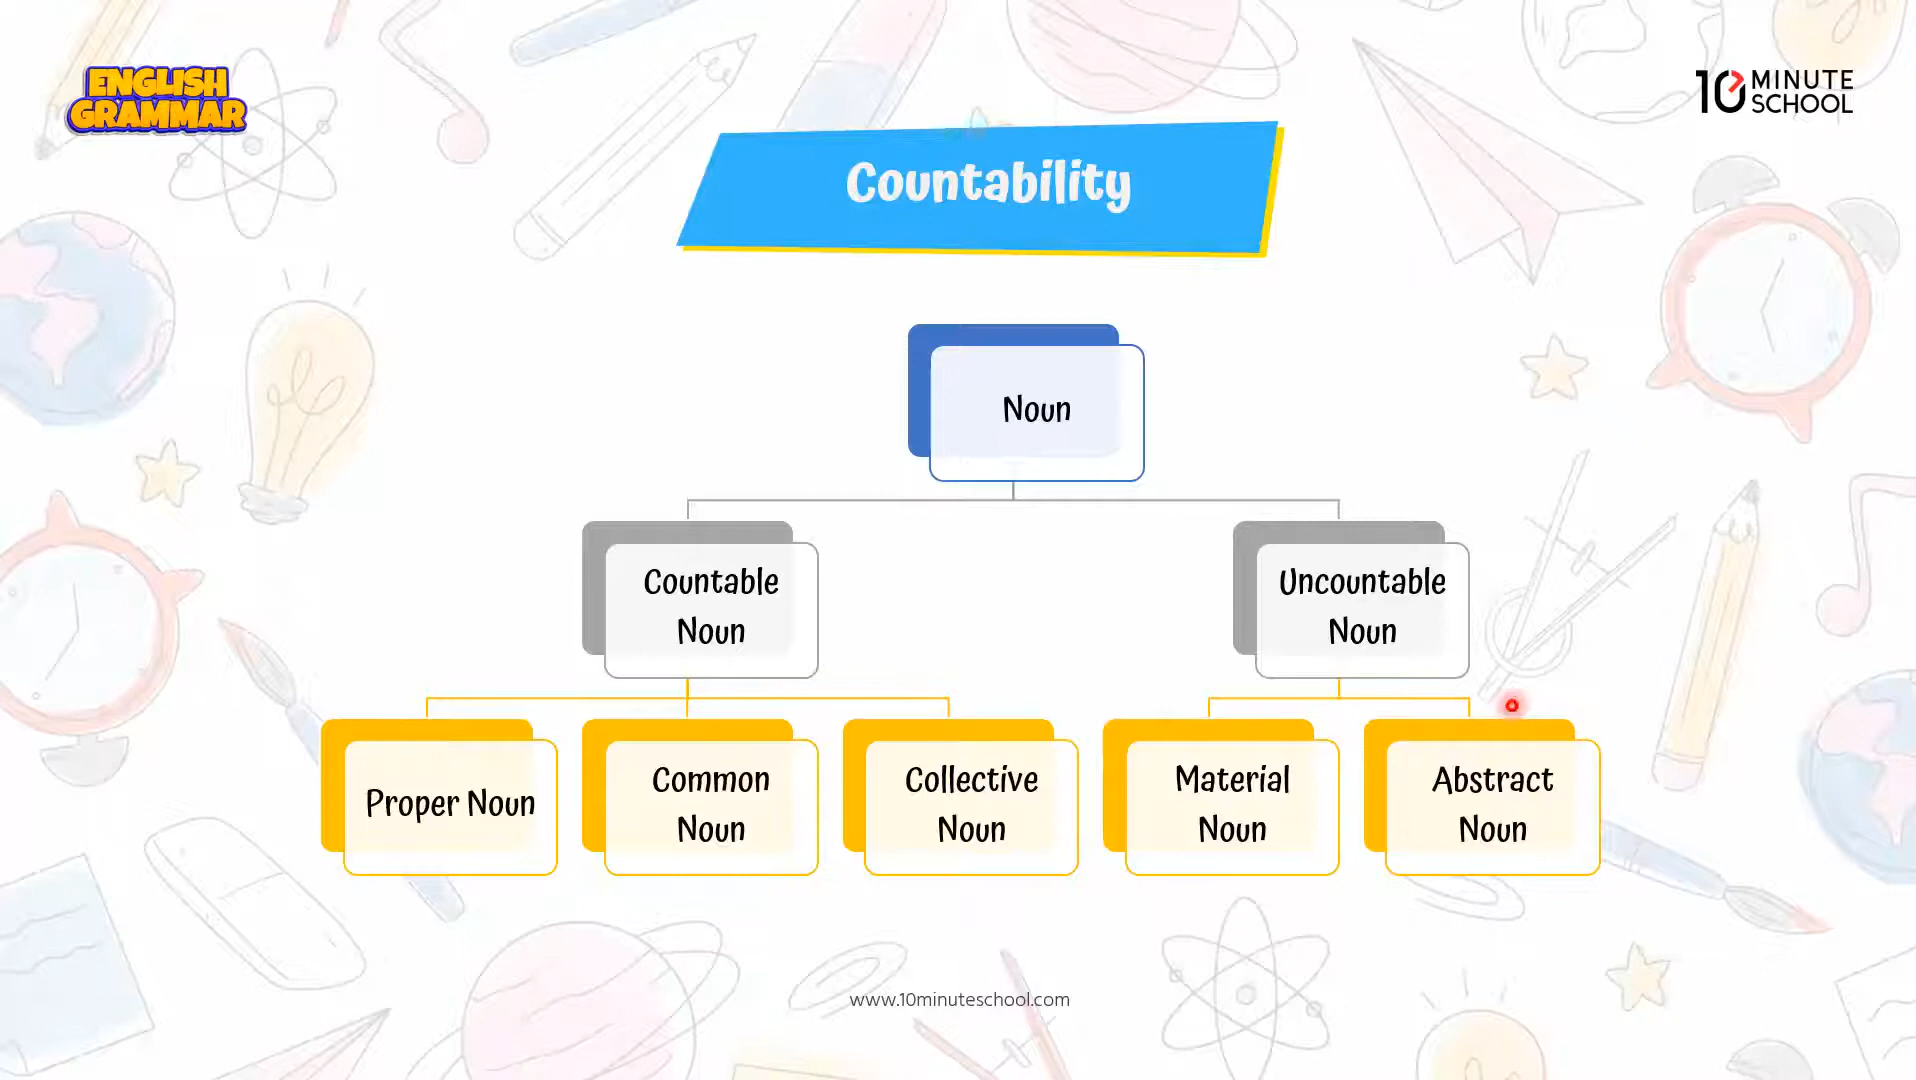 ENGLISH
GRAMMAR
10 MINUTE
SCHOOL
Countability
Noun
Countable
Noun
Uncountable
Noun
Proper Noun
Common
Noun
Collective
Noun
Material
Noun
Abstract
Noun
www.10minuteschool.com